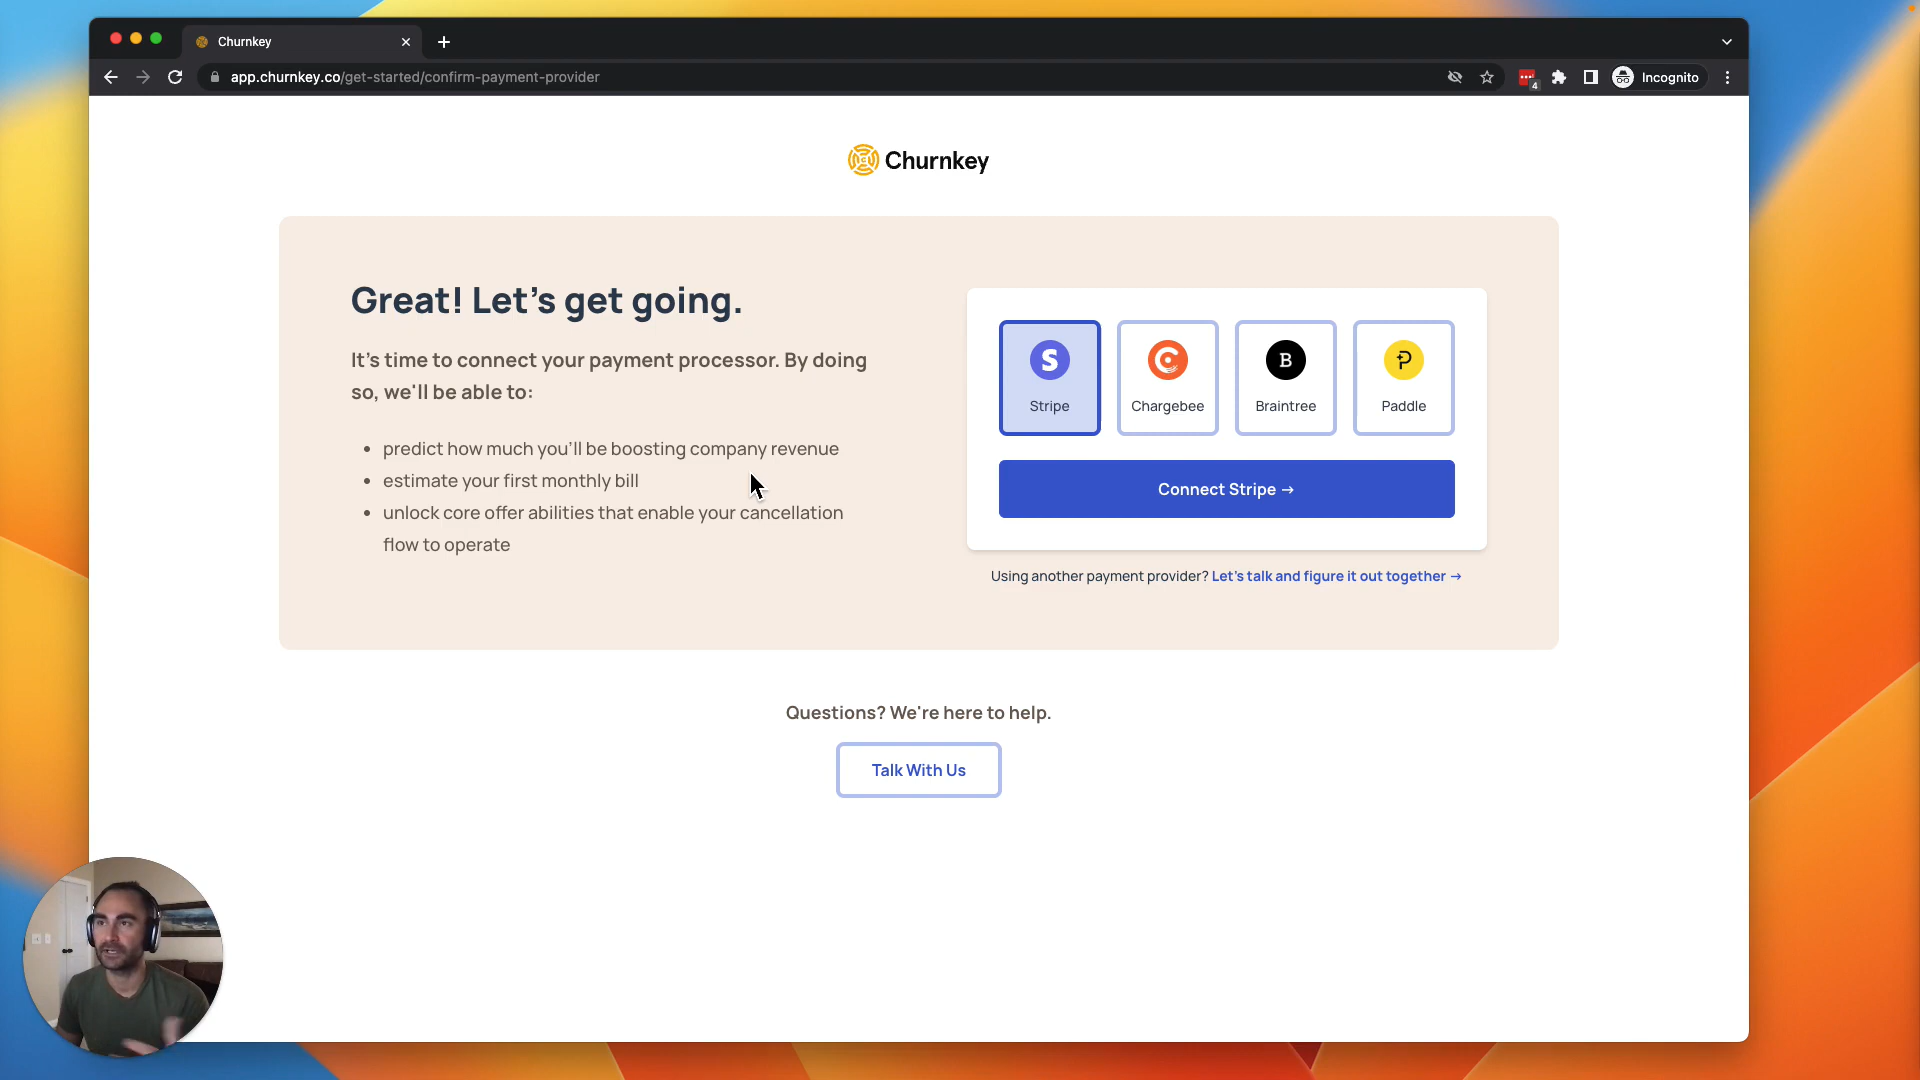 Churnkey
app.churnkey.co/get-started/confirm-payment-provider
4
Incognito
Churnkey
Great! Let's get going.
It's time to connect your payment processor. By doing
so, we'll be able to:
• predict how much you'll be boosting company revenue
• estimate your first monthly bill
• unlock core offer abilities that enable your cancellation
flow to operate
S
Stripe
C
Chargebee
B
Braintree
P
Paddle
Connect Stripe →
Using another payment provider? Let's talk and figure it out together →
Questions? We're here to help.
Talk With Us